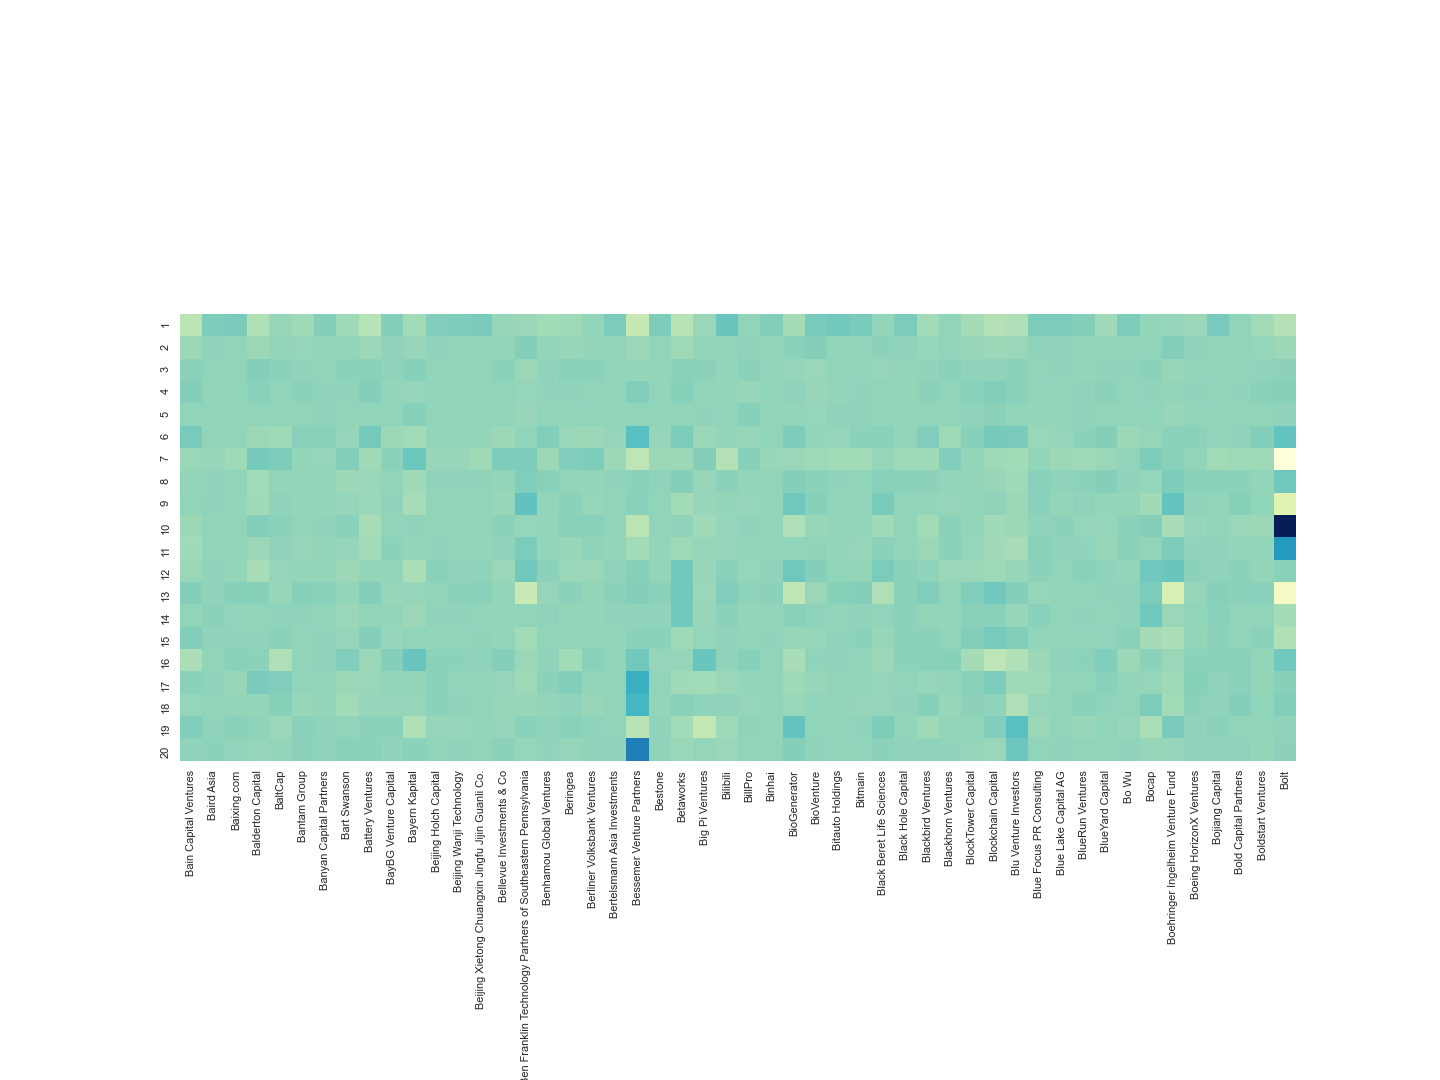 1
2
3
4
5
6
7
8
9
10
11
12
13
14
15
16
17
18
19
20
Bain Capital Ventures
Baird Asia
Baixing.com
Balderton Capital
BaltCap
Bantam Group
Banyan Capital Partners
Bart Swanson
Battery Ventures
BayBG Venture Capital
Bayern Kapital
Beijing Hoich Capital
Beijing Wanji Technology
Beijing Xietong Chuangxin Jingfu Jijin Guanli Co.
Bellevue Investments & Co
Ben Franklin Technology Partners of Southeastern Pennsylvania
Benhamou Global Ventures
Beringea
Berliner Volksbank Ventures
Bertelsmann Asia Investments
Bessemer Venture Partners
Bestone
Betaworks
Big Pi Ventures
Bilibili
BillPro
Binhai
BioGenerator
BioVenture
Bitauto Holdings
Bitmain
Black Beret Life Sciences
Black Hole Capital
Blackbird Ventures
Blackhorn Ventures
BlockTower Capital
Blockchain Capital
Blu Venture Investors
Blue Focus PR Consulting
Blue Lake Capital AG
BlueRun Ventures
BlueYard Capital
Bo Wu
Bocap
Boehringer Ingelheim Venture Fund
Boeing HorizonX Ventures
Bojiang Capital
Bold Capital Partners
Boldstart Ventures
Bolt